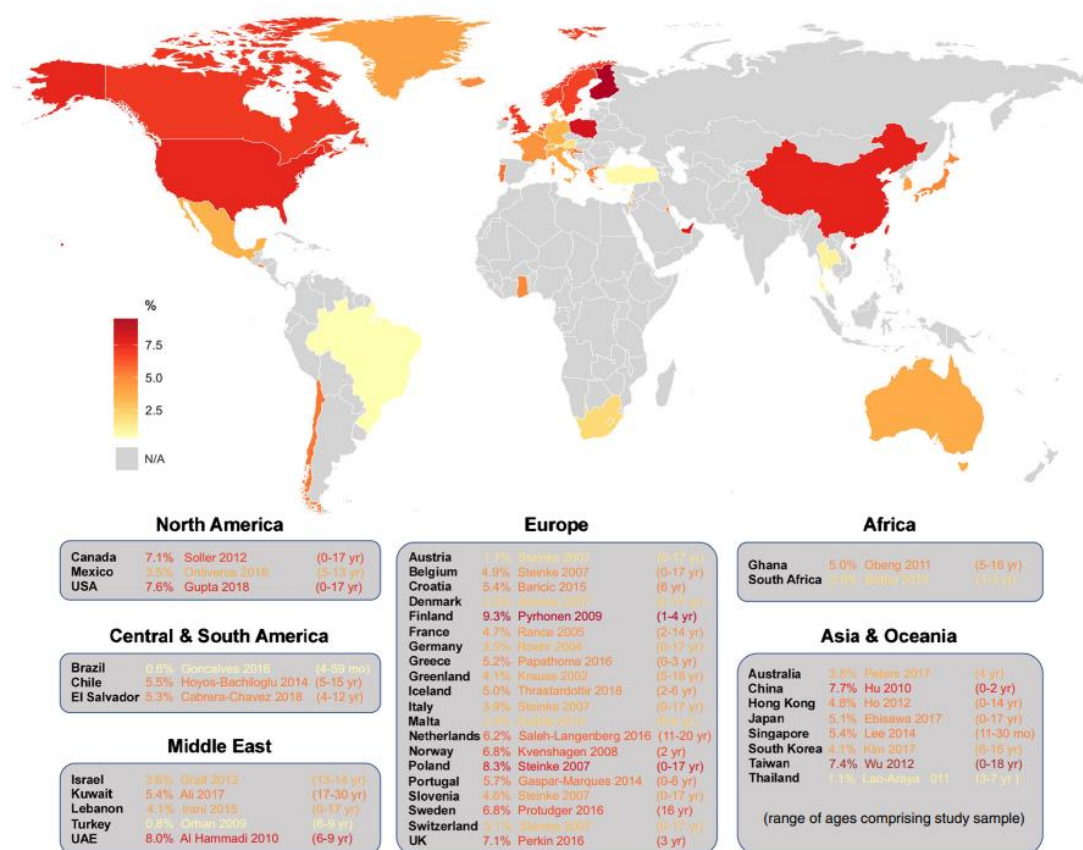 %
7.5
5.0
2.5
N/A
North America
Canada 7.1% Soller 2012 (0-17 yr)
Mexico 3.5% Ontiveros 2016 (5-13 yr)
USA 7.6% Gupta 2018 (0-17 yr)
Central & South America
Brazil 0.6% Goncalves 2016 (4-59 mo)
Chile 5.5% Hoyos-Bachiloglu 2014 (5-15 yr)
El Salvador 5.3% Cabrera-Chavez 2018 (4-12 yr)
Middle East
Israel 3.6% Graif 2012 (13-14 yr)
Kuwait 5.4% Ali 2017 (17-30 yr)
Lebanon 4.1% Irani 2015 (0-17 yr)
Turkey 0.8% Orhan 2009 (6-9 yr)
UAE 8.0% Al Hammadi 2010 (6-9 yr)
Europe
Austria 1.7% Steinke 2007 (0-17 yr)
Belgium 4.9% Steinke 2007 (0-17 yr)
Croatia 5.4% Baricic 2015 (6 yr)
Denmark
Finland 9.3% Pyrhonen 2009 (1-4 yr)
France 4.7% Rance 2005 (2-14 yr)
Germany 3.5% Roehr 2004 (0-17 yr)
Greece 5.2% Papathoma 2016 (0-3 yr)
Greenland 4.1% Krause 2002 (5-18 yr)
Iceland 5.0% Thrastardottir 2018 (2-6 yr)
Italy 3.9% Steinke 2007 (0-17 yr)
Malta
Netherlands 6.2% Saleh-Langenberg 2016 (11-20 yr)
Norway 6.8% Kvenshagen 2008 (2 yr)
Poland 8.3% Steinke 2007 (0-17 yr)
Portugal 5.7% Gaspar-Marques 2014 (0-6 yr)
Slovenia 4.6% Steinke 2007 (0-17 yr)
Sweden 6.8% Protudger 2016 (16 yr)
Switzerland 3.1% Steinke 2007 (0-17 yr)
UK 7.1% Perkin 2016 (3 yr)
Africa
Ghana 5.0% Obeng 2011 (5-16 yr)
South Africa (1-3 yr)
Asia & Oceania
Australia 3.8% Peters 2017 (4 yr)
China 7.7% Hu 2010 (0-2 yr)
Hong Kong 4.8% Ho 2012 (0-14 yr)
Japan 5.1% Ebisawa 2017 (0-17 yr)
Singapore 5.4% Lee 2014 (11-30 mo)
South Korea 4.1% Kim 2017 (6-16 yr)
Taiwan 7.4% Wu 2012 (0-18 yr)
Thailand 1.1% Lao-Araya 011 (3-7 yr )
(range of ages comprising study sample)